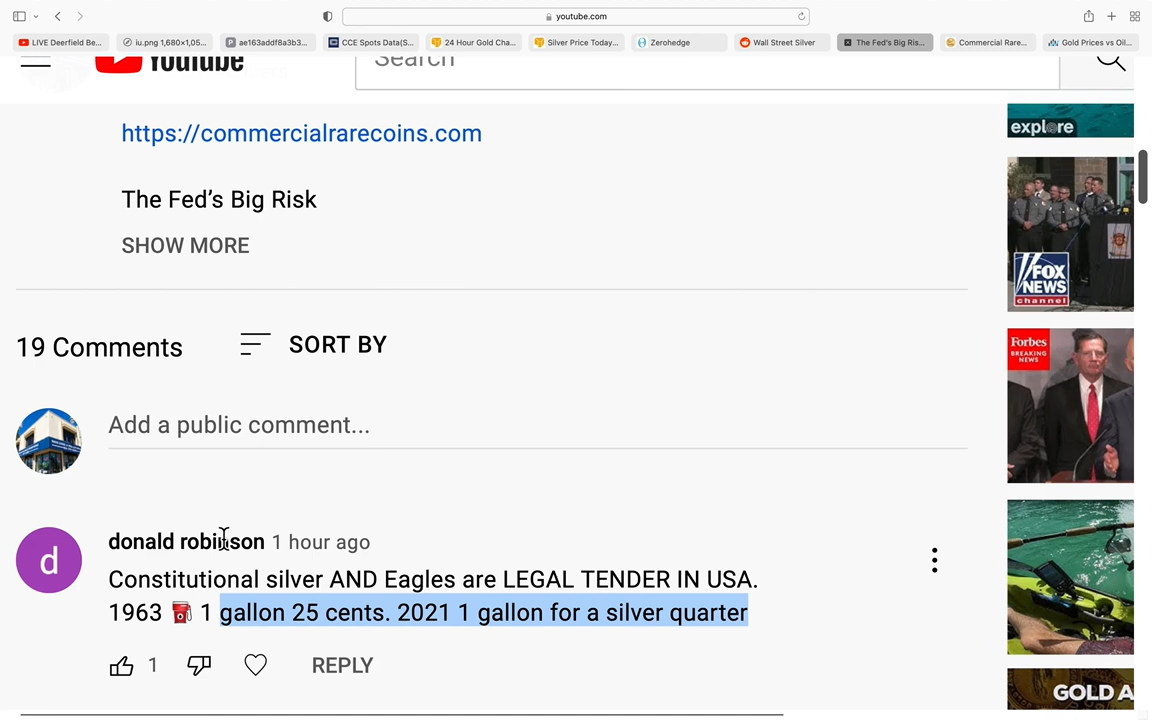 youtube.com
LIVE Deerfield Be...
iu.png 1,680×1,05...
ae163addf8a3b3...
CCE Spots Data(S...
24 Hour Gold Cha...
Silver Price Today...
Zerohedge
Wall Street Silver
The Fed's Big Ris...
Commercial Rare...
Gold Prices vs Oil...
YouTube
Search
https://commercialrarecoins.com
The Fed's Big Risk
SHOW MORE
19 Comments
SORT BY
Add a public comment...
d
donald robinson 1 hour ago
Constitutional silver AND Eagles are LEGAL TENDER IN USA.
1963 ⛽ 1 gallon 25 cents. 2021 1 gallon for a silver quarter
1
REPLY
explore
FOX
NEWS
channel
Forbes
BREAKING
NEWS
GOLD A